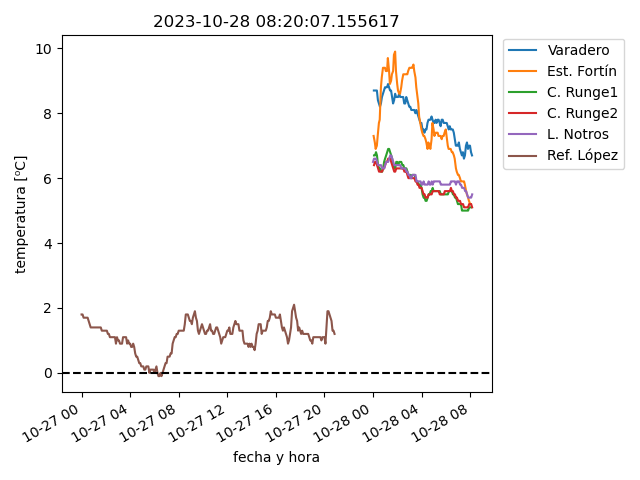 2023-10-28 08:20:07.155617
temperatura [ºC]
10
8
6
4
2
0
10-27 00
10-27 04
10-27 08
10-27 12
10-27 16
10-27 20
10-28 00
10-28 04
10-28 08
fecha y hora
Varadero
Est. Fortín
C. Runge1
C. Runge2
L. Notros
Ref. López